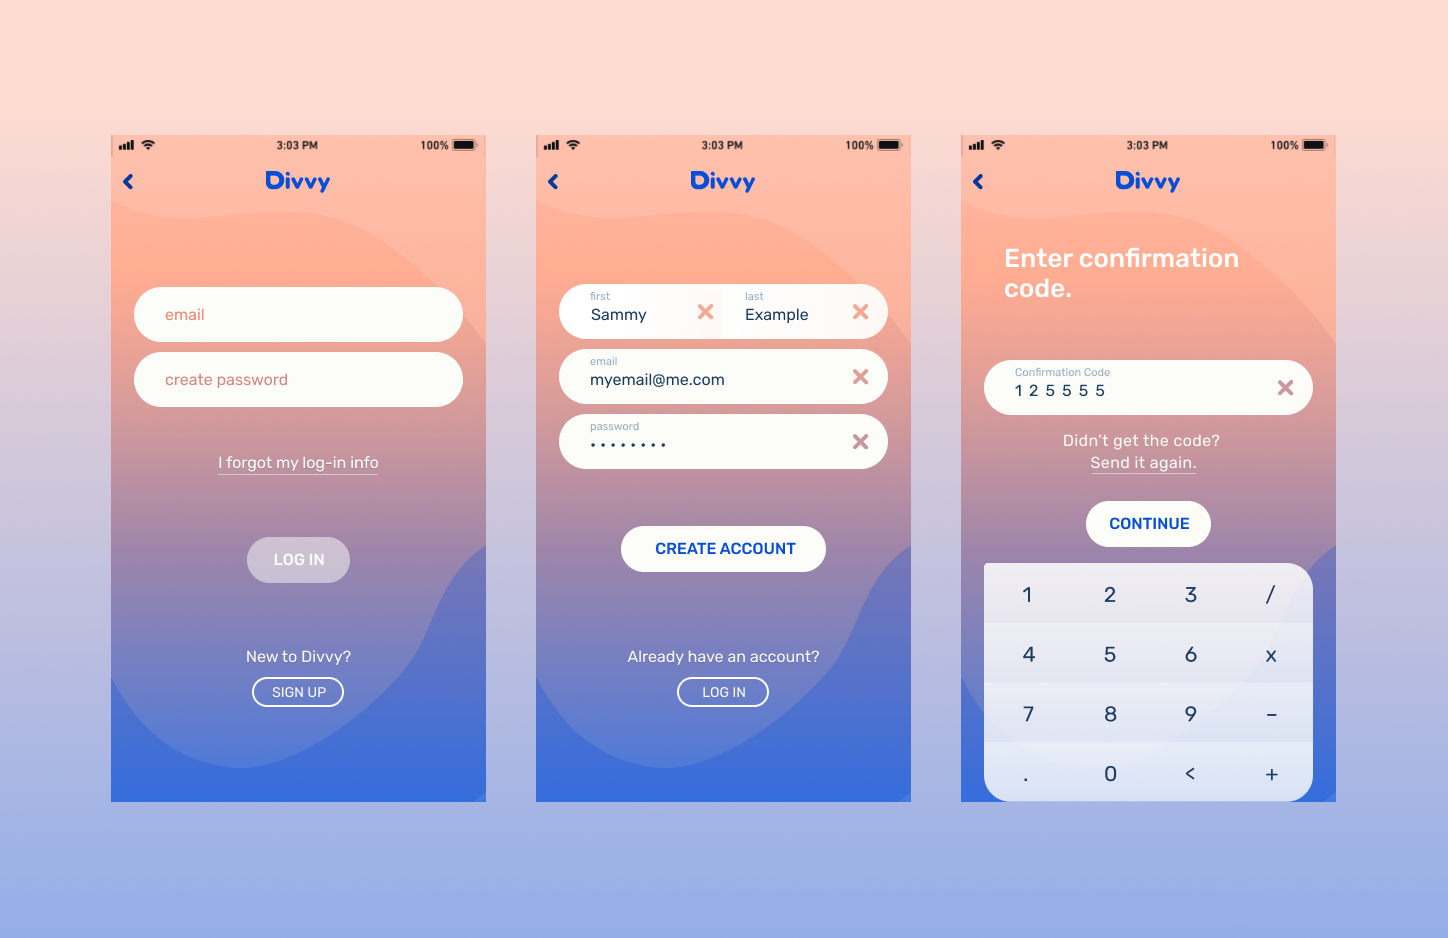 3:03 PM 100%
Divvy
email
create password
I forgot my log-in info
LOG IN
New to Divvy?
SIGN UP
3:03 PM 100%
Divvy
first last
Sammy Example
email
myemail@me.com
password
LOG IN
CREATE ACCOUNT
Already have an account?
LOG IN
3:03 PM 100%
Divvy
Enter confirmation
code.
Confirmation Code
1 2 5 5 5 5
Didn't get the code?
Send it again.
CONTINUE
1 2 3 /
4 5 6 x
7 8 9 –
. 0 < +